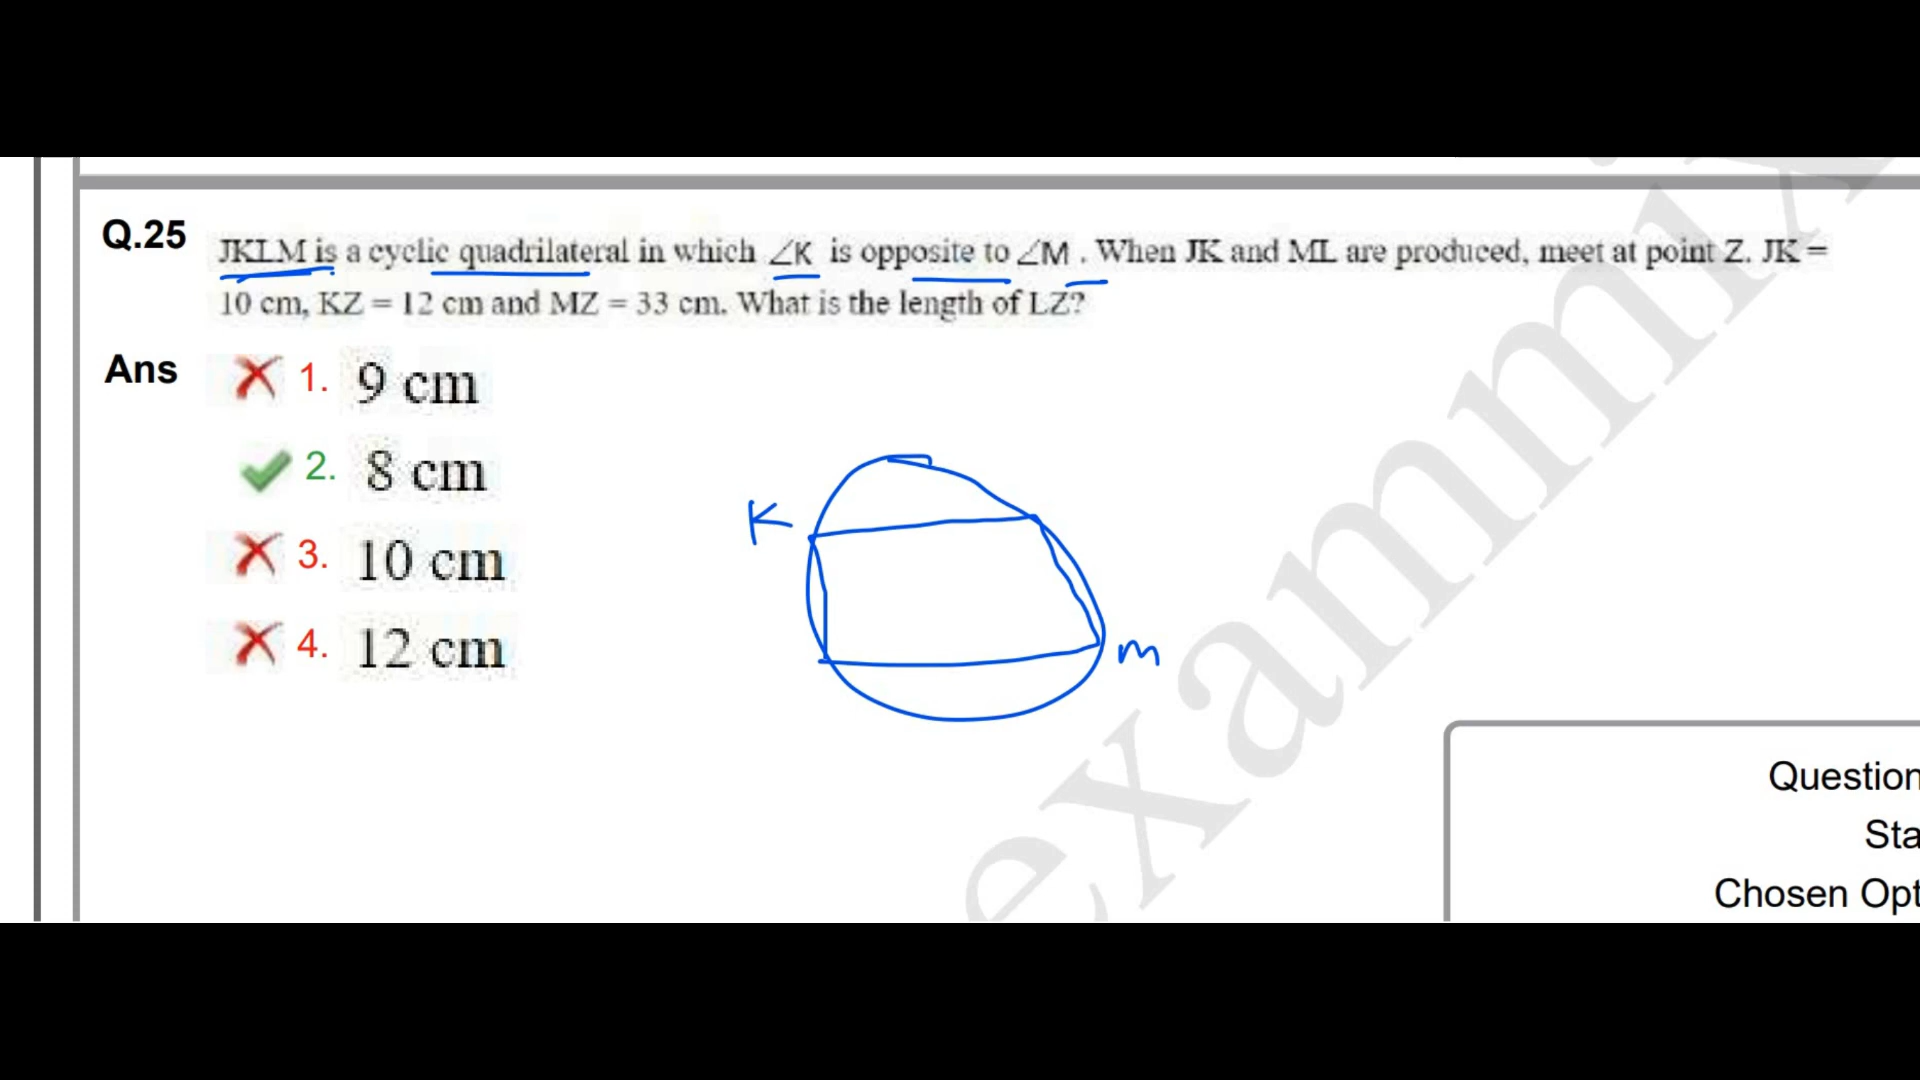 Q.25 JKLM is a cyclic quadrilateral in which ∠K is opposite to ∠M . When JK and ML are produced, meet at point Z. JK =
10 cm, KZ = 12 cm and MZ = 33 cm. What is the length of LZ?
Ans 1. 9 cm
2. 8 cm
3. 10 cm
4. 12 cm
K
m
exammix
Question
Sta
Chosen Opt